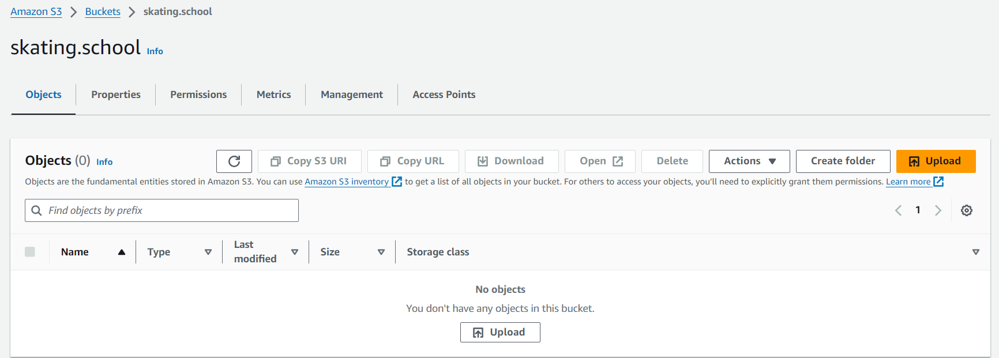 Amazon S3 > Buckets > skating.school
skating.school Info
Objects Properties Permissions Metrics Management Access Points
Objects (0) Info Copy S3 URI Copy URL Download Open Delete Actions Create folder Upload
Objects are the fundamental entities stored in Amazon S3. You can use Amazon S3 inventory to get a list of all objects in your bucket. For others to access your objects, you'll need to explicitly grant them permissions. Learn more
Find objects by prefix < 1 >
Name Type Last modified Size Storage class
No objects
You don't have any objects in this bucket.
Upload